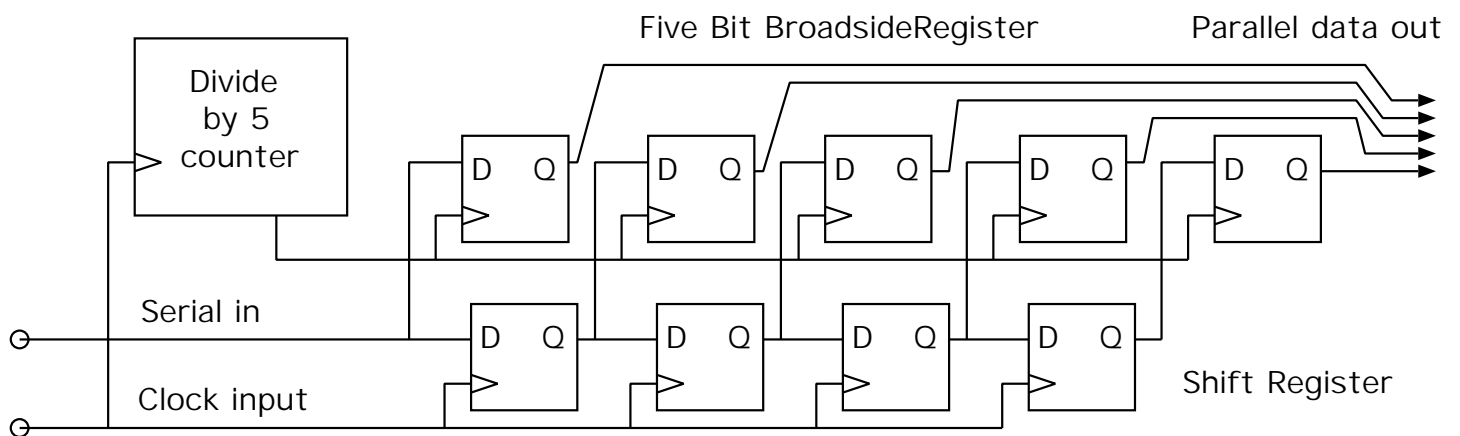 Five Bit BroadsideRegister
Parallel data out
Divide
by 5
counter
D Q
D Q
D Q
D Q
D Q
Serial in
D Q
D Q
D Q
D Q
Shift Register
Clock input